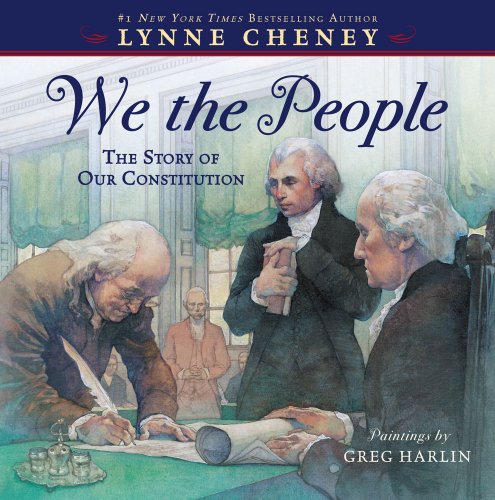 #1 NEW YORK TIMES BESTSELLING AUTHOR
LYNNE CHENEY
We the People
THE STORY OF
OUR CONSTITUTION
Paintings by
GREG HARLIN